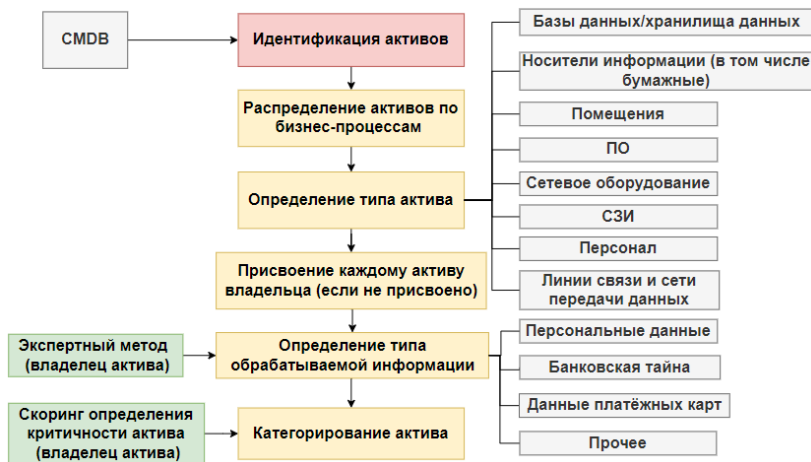 CMDB
Идентификация активов
Распределение активов по
бизнес-процессам
Определение типа актива
Базы данных/хранилища данных
Носители информации (в том числе
бумажные)
Помещения
ПО
Сетевое оборудование
СЗИ
Персонал
Линии связи и сети
передачи данных
Присвоение каждому активу
владельца (если не присвоено)
Экспертный метод
(владелец актива)
Определение типа
обрабатываемой информации
Персональные данные
Банковская тайна
Данные платёжных карт
Прочее
Скоринг определения
критичности актива
(владелец актива)
Категорирование актива